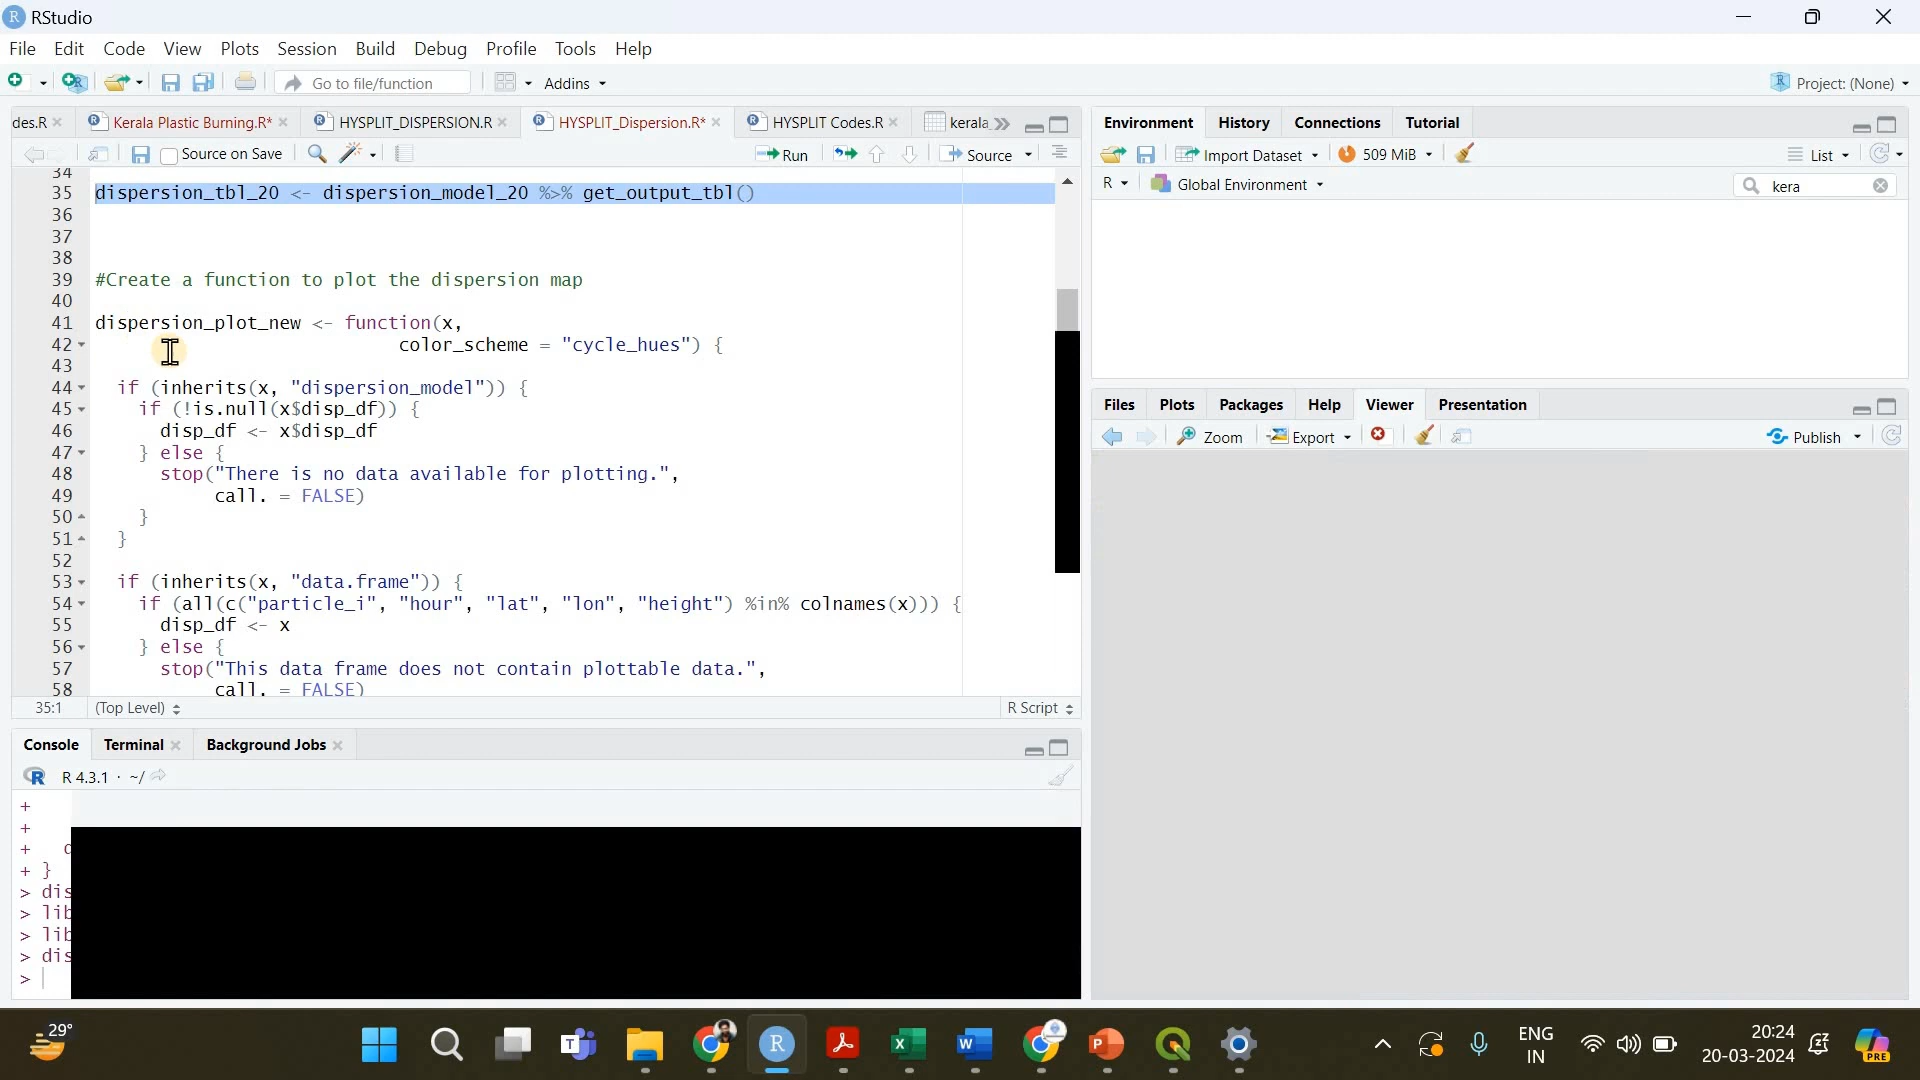 RStudio
File Edit Code View Plots Session Build Debug Profile Tools Help
Go to file/function Addins Project: (None)
des.R Kerala Plastic Burning.R* HYSPLIT_DISPERSION.R HYSPLIT_Dispersion.R* HYSPLIT Codes.R kerala
Source on Save Run Source
34
35 dispersion_tbl_20 <- dispersion_model_20 %>% get_output_tbl()
36
37
38
39 #Create a function to plot the dispersion map
40
41 dispersion_plot_new <- function(x,
42 color_scheme = "cycle_hues") {
43
44 if (inherits(x, "dispersion_model")) {
45 if (!is.null(x$disp_df)) {
46 disp_df <- x$disp_df
47 } else {
48 stop("There is no data available for plotting.",
49 call. = FALSE)
50 }
51 }
52
53 if (inherits(x, "data.frame")) {
54 if (all(c("particle_i", "hour", "lat", "lon", "height") %in% colnames(x))) {
55 disp_df <- x
56 } else {
57 stop("This data frame does not contain plottable data.",
58 call. = FALSE)
35:1 (Top Level) R Script
Console Terminal Background Jobs
R 4.3.1 · ~/
+
+
+
+ }
> dis
> lib
> lib
> dis
>
Environment History Connections Tutorial
Import Dataset 509 MiB List
R Global Environment kera
Files Plots Packages Help Viewer Presentation
Zoom Export Publish
29°
ENG
IN
20:24
20-03-2024
PRE